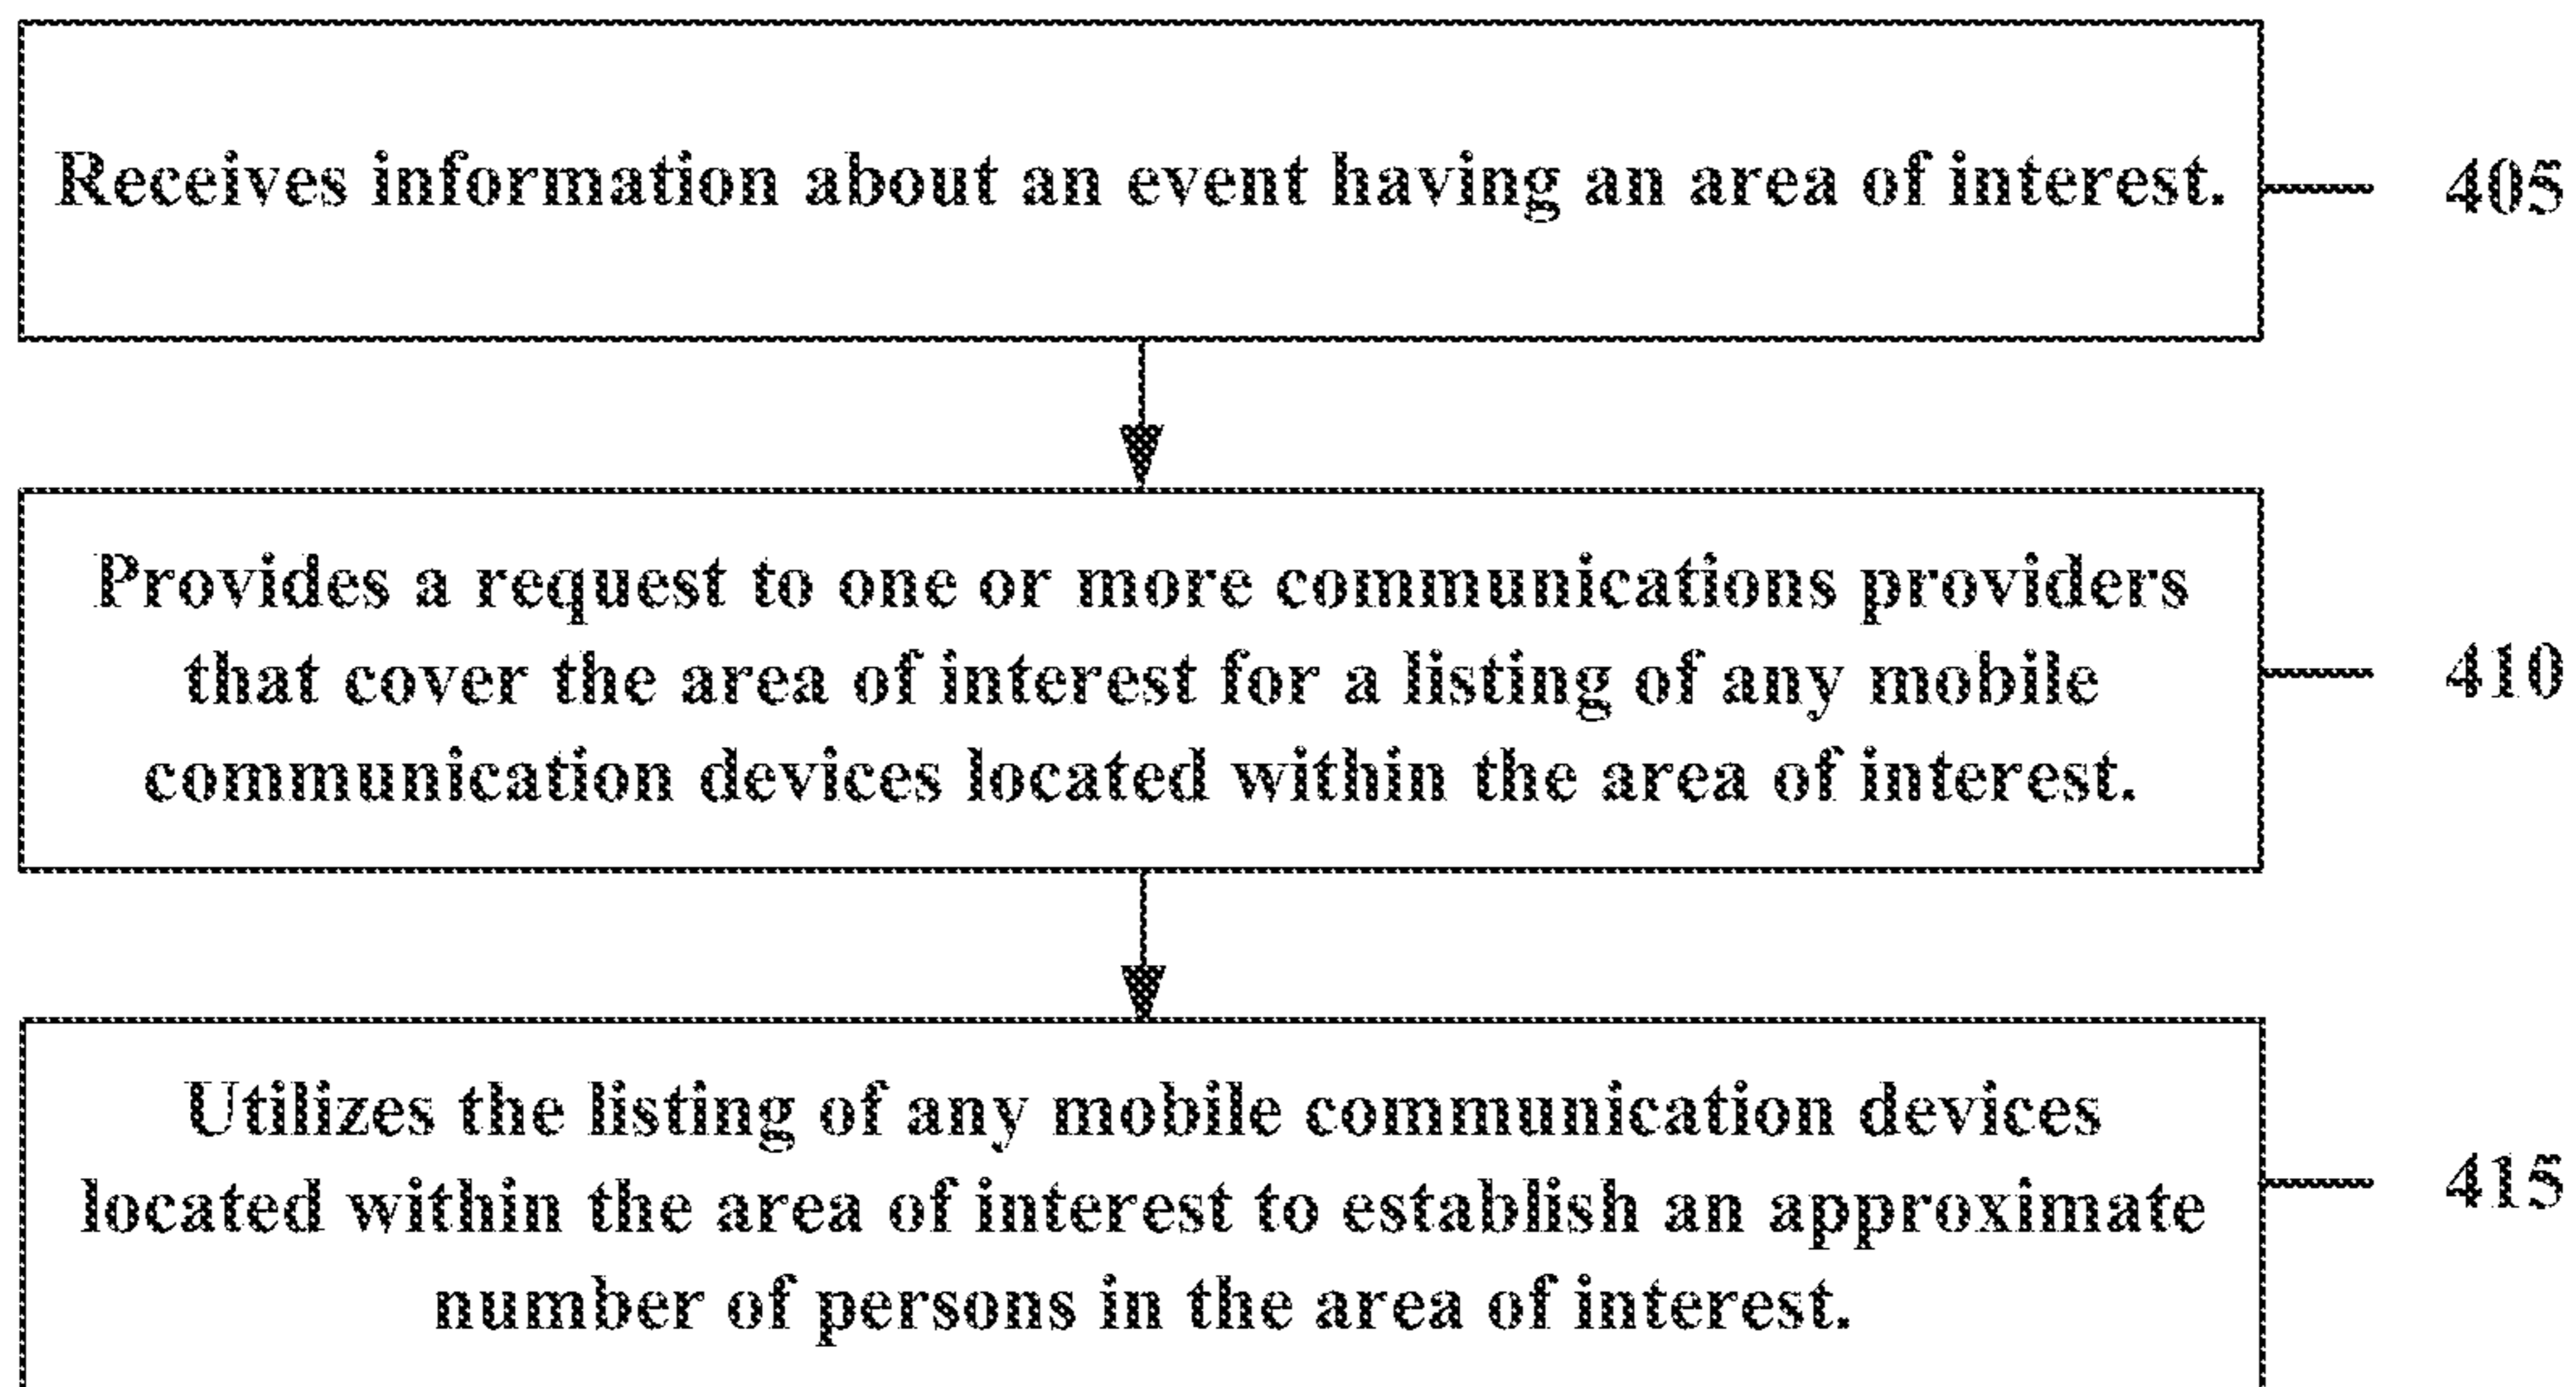 Receives information about an event having an area of interest.
405
Provides a request to one or more communications providers
that cover the area of interest for a listing of any mobile
communication devices located within the area of interest.
410
Utilizes the listing of any mobile communication devices
located within the area of interest to establish an approximate
number of persons in the area of interest.
415